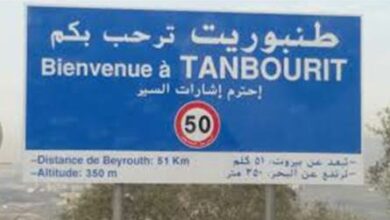 طنبوريت ترحب بكم
Bienvenue à TANBOURIT
إحترم إشارات السير
50
-Distance de Beyrouth: 51 Km
-تبعد عن بيروت: ٥١ كلم
-Altitude: 350 m
-ترتفع عن البحر: ٣٥٠ متر